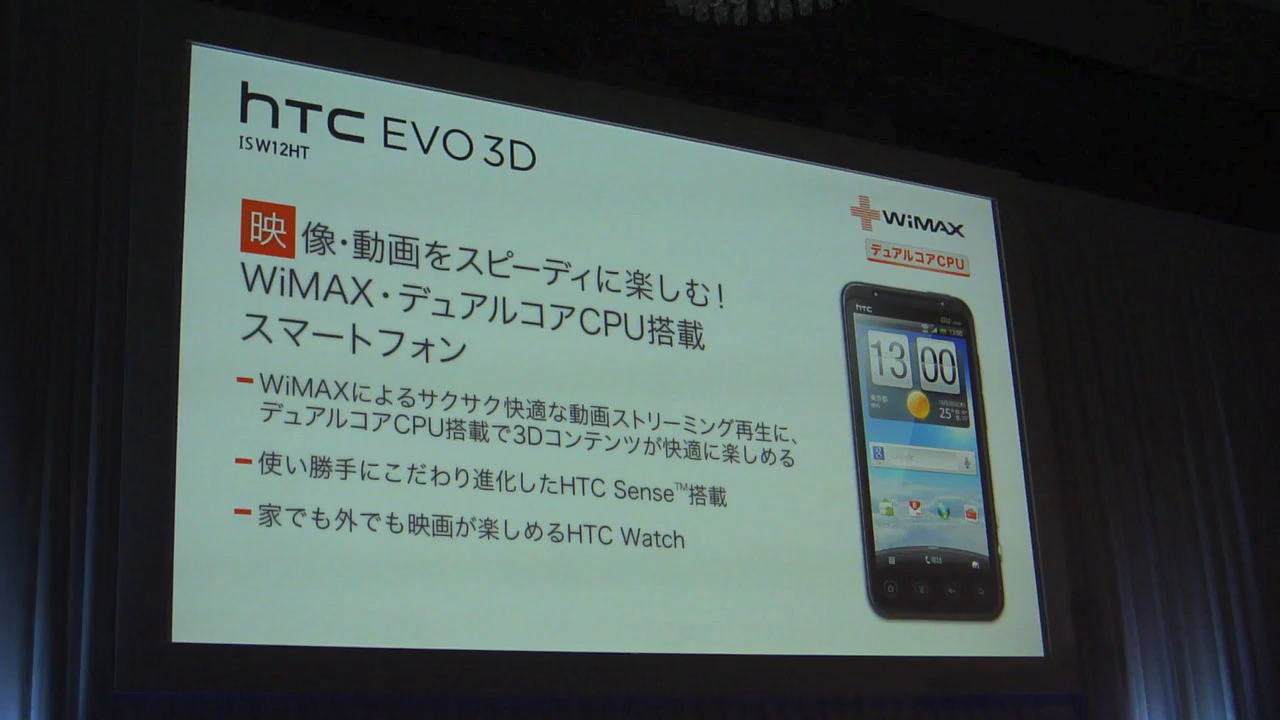 hTC EVO 3D
ISW12HT
映像・動画をスピーディに楽しむ!
WiMAX・デュアルコアCPU搭載
スマートフォン
WiMAXによるサクサク快適な動画ストリーミング再生に、
デュアルコアCPU搭載で3Dコンテンツが快適に楽しめる
使い勝手にこだわり進化したHTC Sense™搭載
家でも外でも映画が楽しめるHTC Watch
WiMAX
デュアルコアCPU
hTC
13 00
東京都
25°